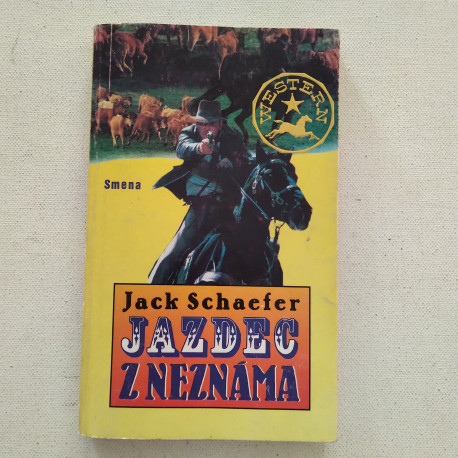 WESTERN
Smena
Jack Schaefer
JAZDEC
Z NEZNÁMA